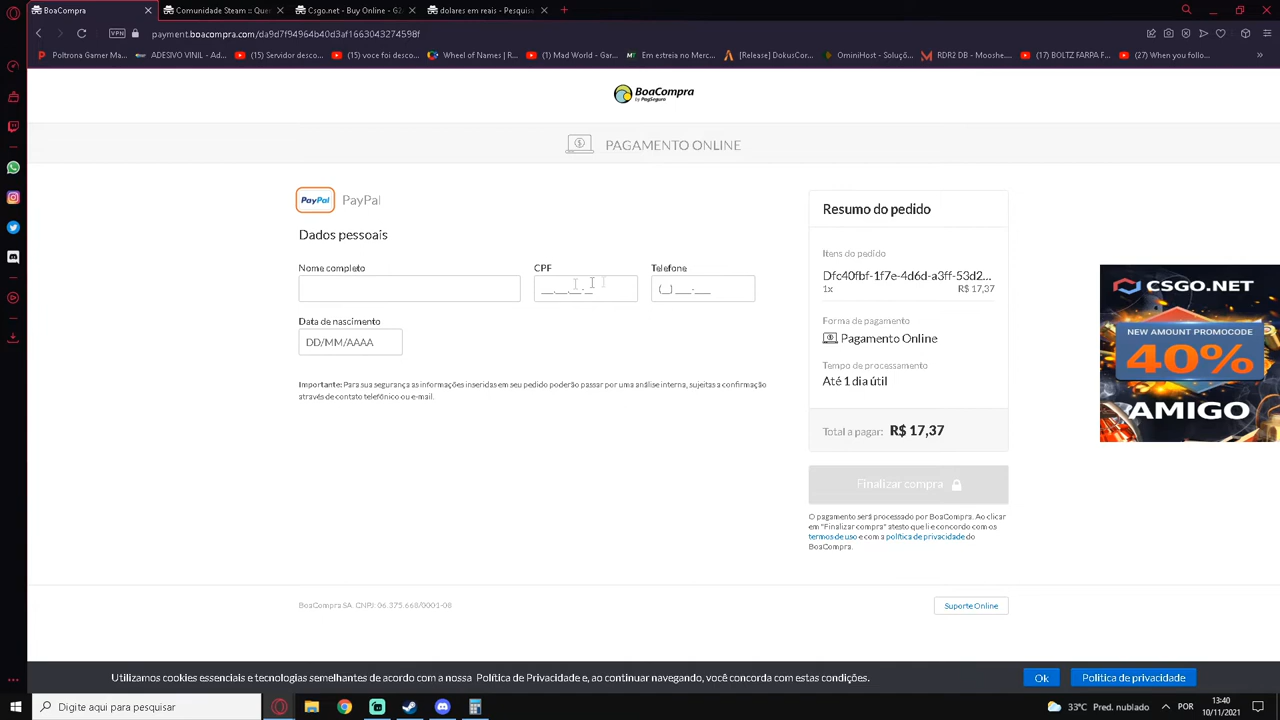 BoaCompra
Comunidade Steam :: Quer
Csgo.net - Buy Online - G2
dolares em reais - Pesquisa
VPN
payment.boacompra.com/da9d7f94964b40d3af1663043274598f
Poltrona Gamer Ma...
ADESIVO VINIL - Ad...
(15) Servidor desco...
(15) voce foi desco...
Wheel of Names | R...
(1) Mad World - Gar...
Em estreia no Merc...
[Release] DokusCor...
OminiHost - Soluçõ...
RDR2 DB - Mooshe...
(17) BOLTZ FARPA F...
(27) When you follo...
BoaCompra
by PagSeguro
PAGAMENTO ONLINE
PayPal PayPal
Dados pessoais
Nome completo
CPF
Telefone
Data de nascimento
DD/MM/AAAA
Importante: Para sua segurança as informações inseridas em seu pedido poderão passar por uma análise interna, sujeitas a confirmação
através de contato telefônico ou e-mail.
Resumo do pedido
Itens do pedido
Dfc40fbf-1f7e-4d6d-a3ff-53d2...
1x R$ 17,37
Forma de pagamento
Pagamento Online
Tempo de processamento
Até 1 dia útil
Total a pagar: R$ 17,37
Finalizar compra
O pagamento será processado por BoaCompra. Ao clicar
em "Finalizar compra" atesto que li e concordo com os
termos de uso e com a política de privacidade do
BoaCompra.
CSGO.NET
NEW AMOUNT PROMOCODE
40%
AMIGO
BoaCompra SA. CNPJ: 06.375.668/0001-08
Suporte Online
Utilizamos cookies essenciais e tecnologias semelhantes de acordo com a nossa Política de Privacidade e, ao continuar navegando, você concorda com estas condições.
Ok
Politica de privacidade
Digite aqui para pesquisar
33°C Pred. nublado
POR
13:40
10/11/2021